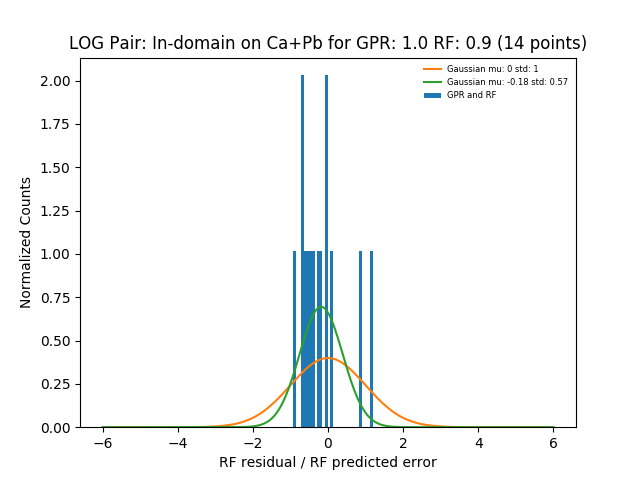 LOG Pair: In-domain on Ca+Pb for GPR: 1.0 RF: 0.9 (14 points)
Gaussian mu: 0 std: 1
Gaussian mu: -0.18 std: 0.57
GPR and RF
Normalized Counts
2.00
1.75
1.50
1.25
1.00
0.75
0.50
0.25
0.00
−6
−4
−2
0
2
4
6
RF residual / RF predicted error